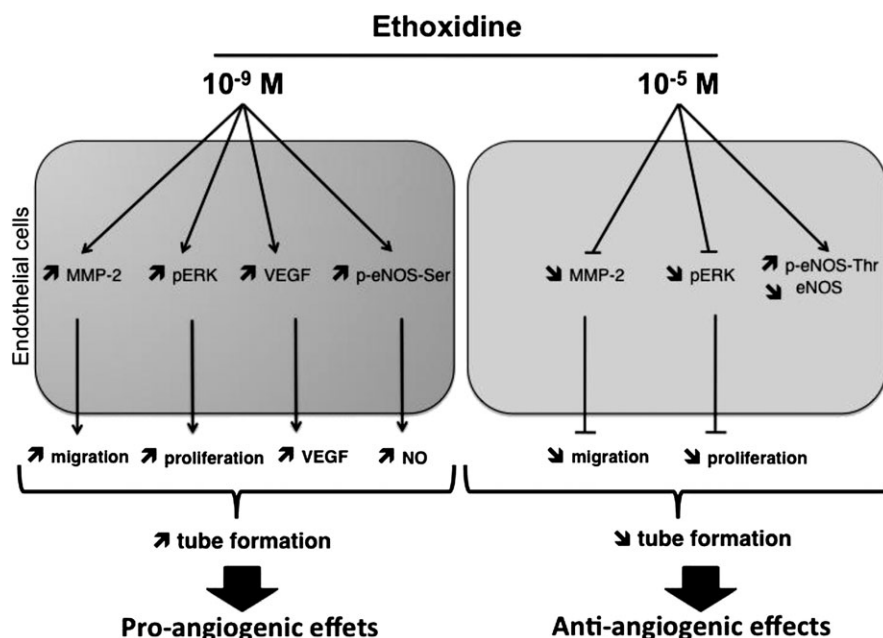 Ethoxidine
10⁻⁹ M 10⁻⁵ M
Endothelial cells
MMP-2 pERK VEGF p-eNOS-Ser MMP-2 pERK p-eNOS-Thr
eNOS
migration proliferation VEGF NO migration proliferation
tube formation tube formation
Pro-angiogenic effets Anti-angiogenic effects